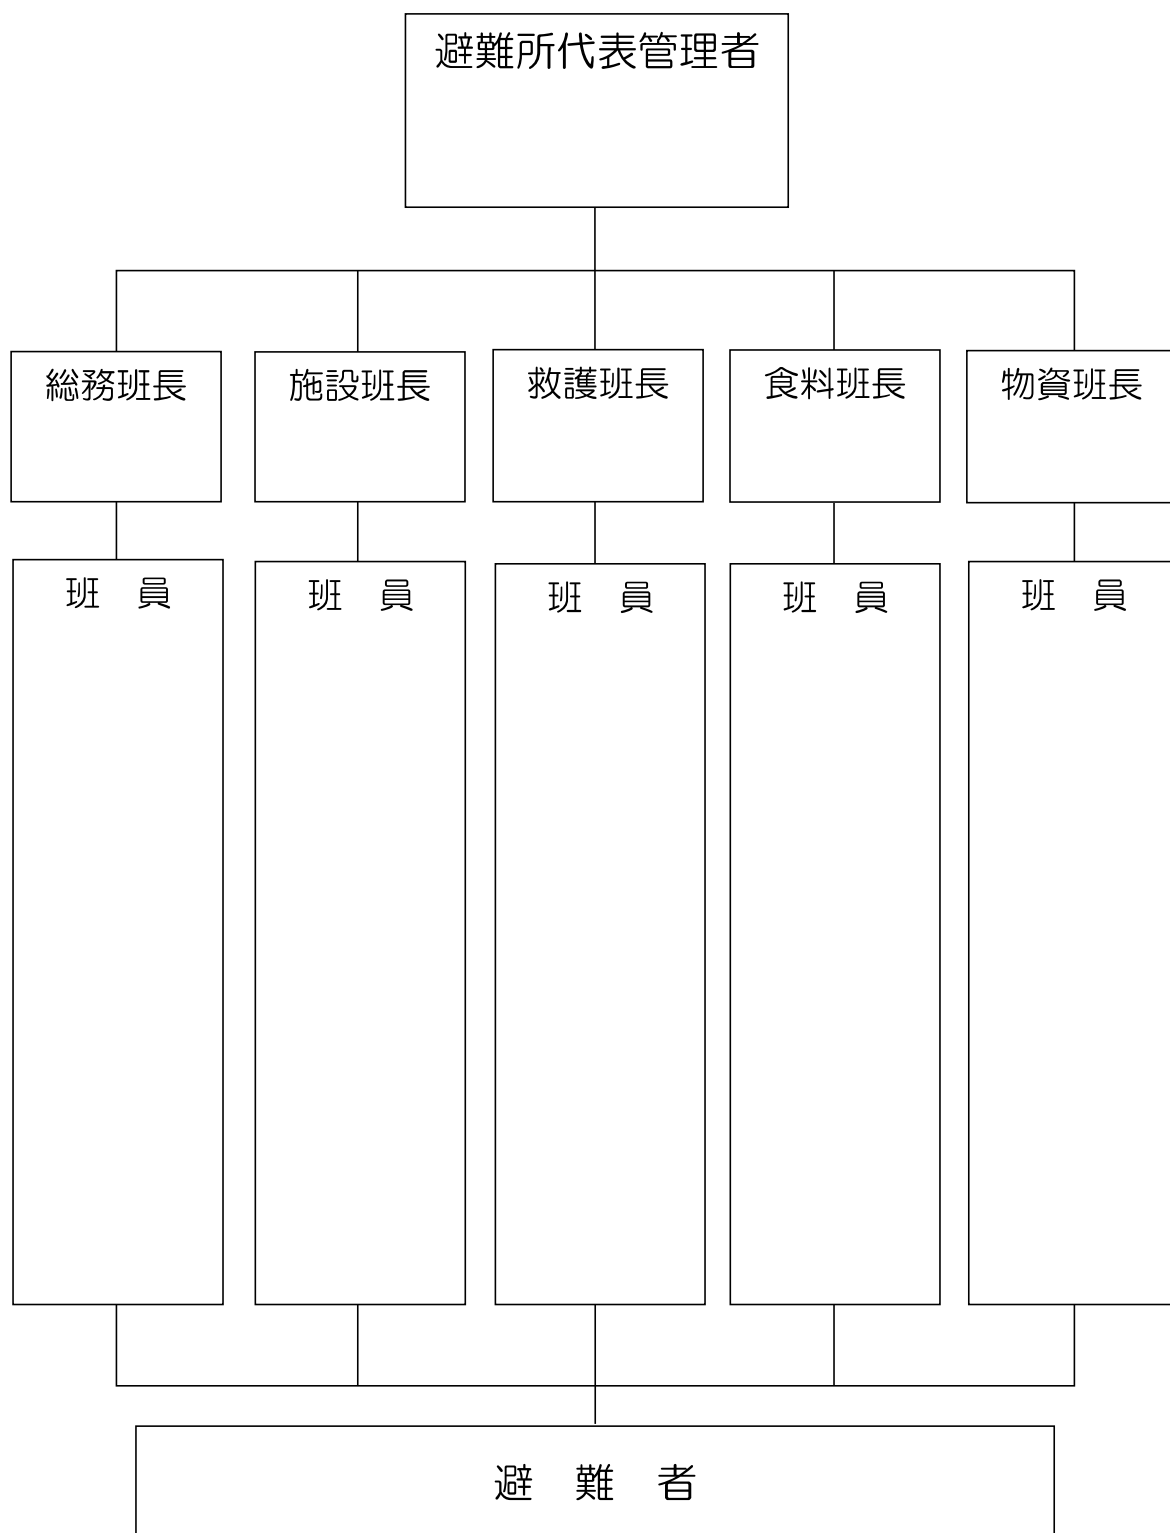 避難所代表管理者
総務班長
施設班長
救護班長
食料班長
物資班長
班　員
班　員
班　員
班　員
班　員
避　難　者